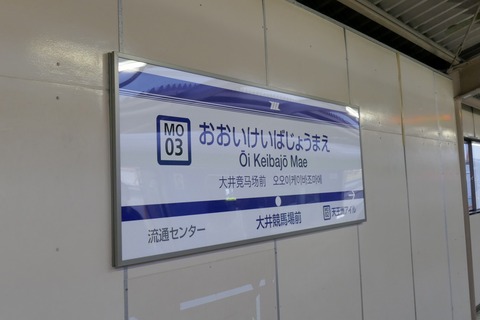 MO
03
おおいけいばじょうまえ
Ōi Keibajō Mae
大井竞马场前 오오이케이바죠마에
流通センター 大井競馬場前 天王洲アイル